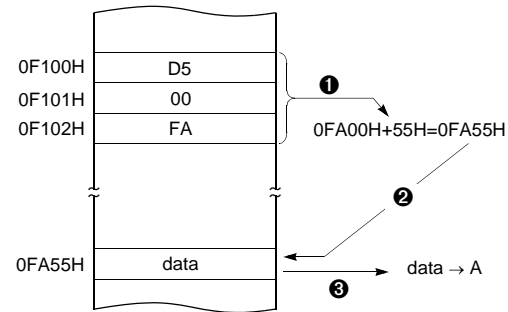 0F100H D5
0F101H 00
0F102H FA
❶
0FA00H+55H=0FA55H
❷
0FA55H data
❸
data → A